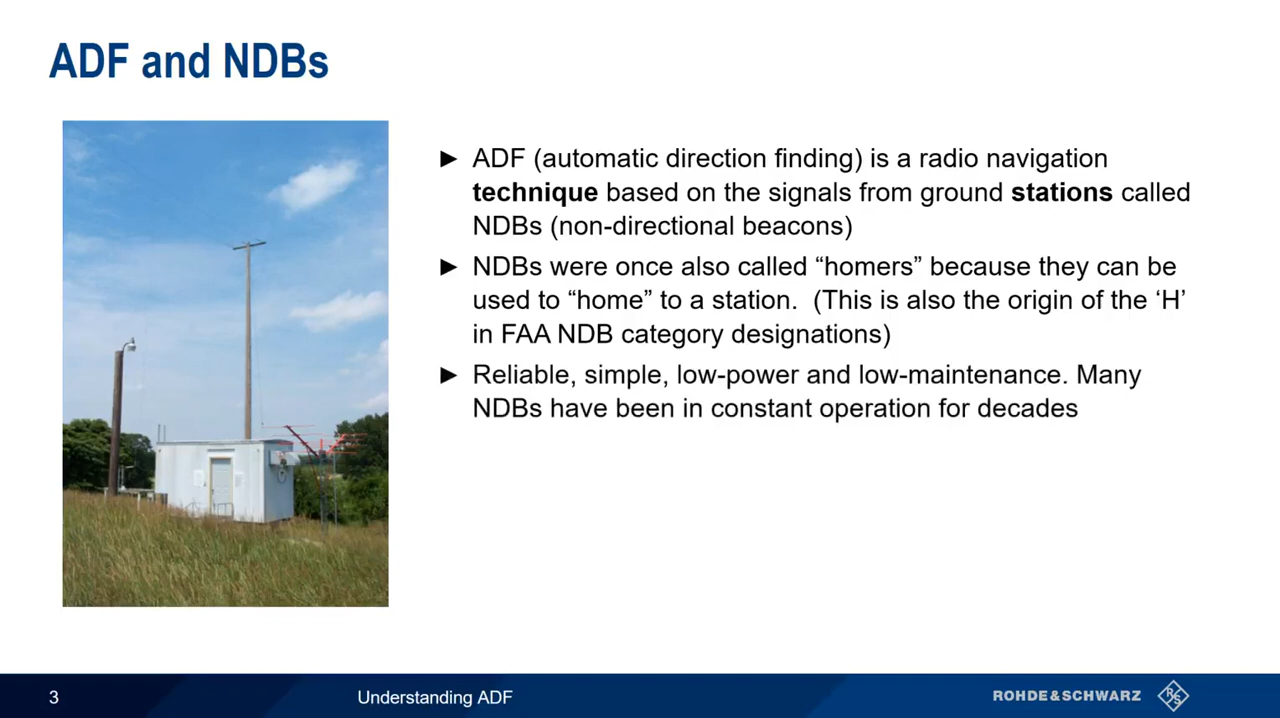 ADF and NDBs
► ADF (automatic direction finding) is a radio navigation
technique based on the signals from ground stations called
NDBs (non-directional beacons)
► NDBs were once also called “homers” because they can be
used to “home” to a station.  (This is also the origin of the ‘H’
in FAA NDB category designations)
► Reliable, simple, low-power and low-maintenance. Many
NDBs have been in constant operation for decades
3
Understanding ADF
ROHDE&SCHWARZ
RS